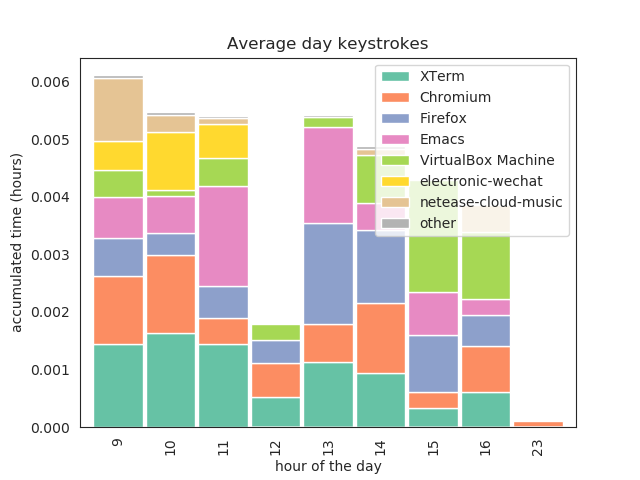 Average day keystrokes
0.006
0.005
0.004
0.003
0.002
0.001
0.000
accumulated time (hours)
XTerm
Chromium
Firefox
Emacs
VirtualBox Machine
electronic-wechat
netease-cloud-music
other
9
10
11
12
13
14
15
16
23
hour of the day